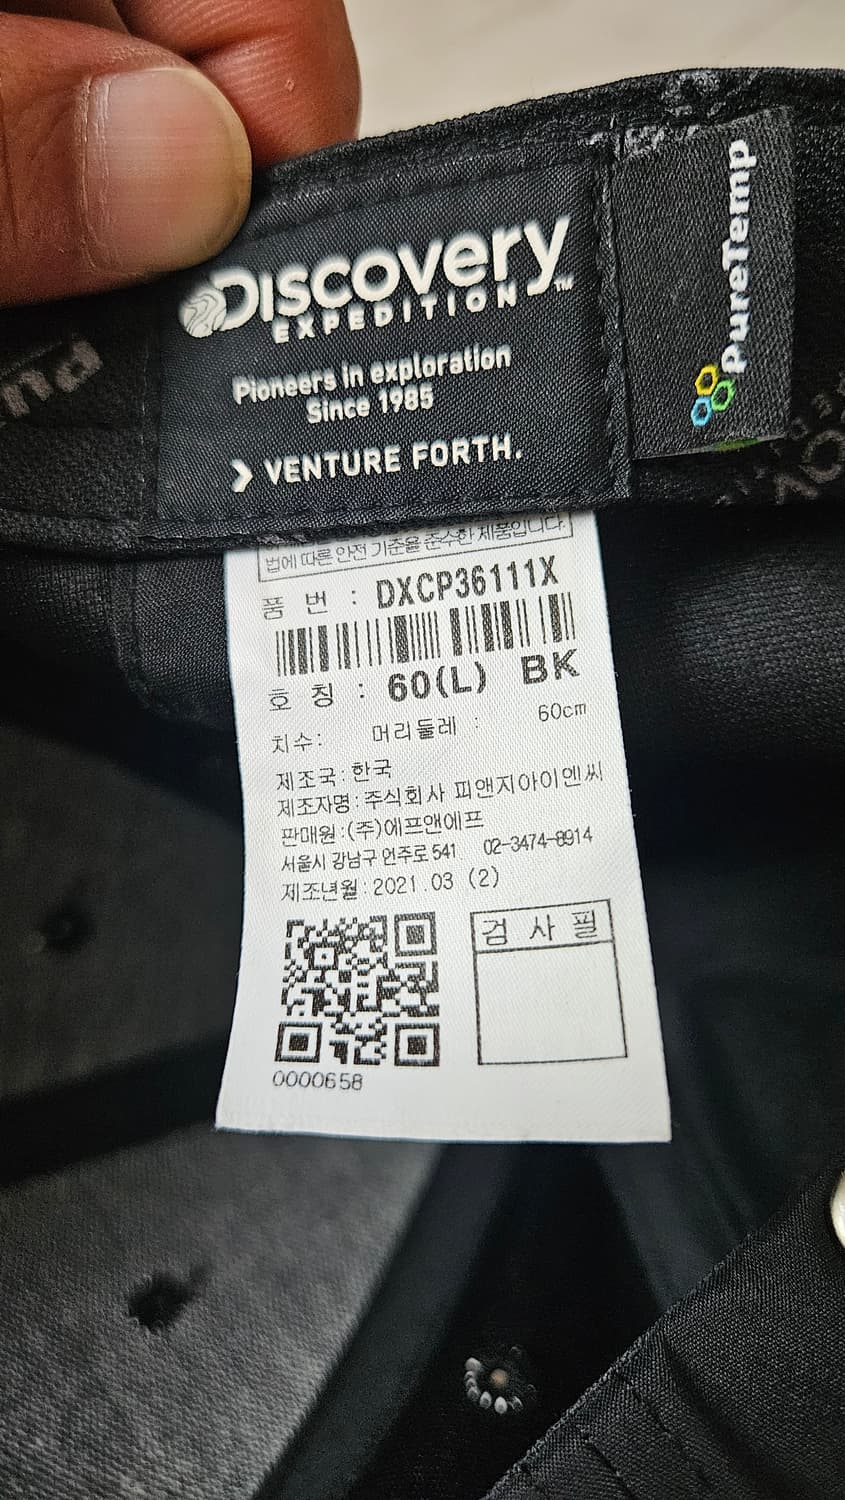 Discovery™
EXPEDITION
Pioneers in exploration
Since 1985
VENTURE FORTH.
PureTemp
법에 따른 안전 기준을 준수한 제품입니다.
품 번 : DXCP36111X
호 칭 : 60(L) BK
치수: 머리둘레 : 60cm
제조국:한국
제조자명:주식회사 피앤지아이앤씨
판매원:(주)에프앤에프
서울시 강남구 언주로 541 02-3474-8914
제조년월:2021.03 (2)
검 사 필
0000658